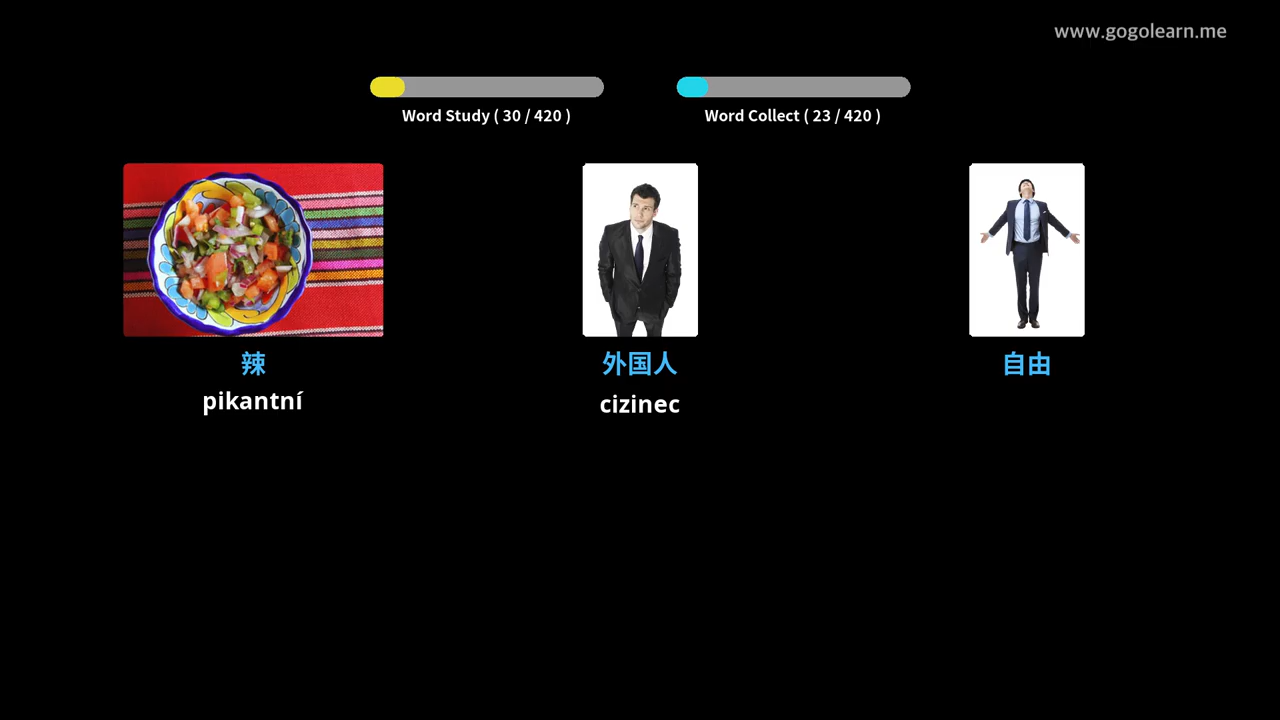 www.gogolearn.me
Word Study ( 30 / 420 )
Word Collect ( 23 / 420 )
辣
外国人
自由
pikantní
cizinec